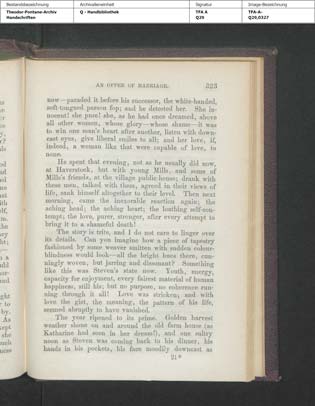 Bestandsbezeichnung
Archivalieneinheit
Signatur
Image-Bezeichnung
Theodor-Fontane-Archiv
Handschriften
Q - Handbibliothek
TFA A
Q29
TFA-A-
Q29,0327
AN OFFER OF MARRIAGE. 323
now—paraded it before his successor, the white-handed,
soft-tongued parson fop; and he detested her. She in-
nocent! she pure! she, as he had once dreamed, above
all other women, whose glory—whose shame—it was
to win one man's heart after another, listen with down-
cast eyes, give liberal smiles to all; and her love, if,
indeed, a woman like that were capable of love, to
none.
He spent that evening, not as he usually did now,
at Haverstock, but with young Mills, and some of
Mills's friends, at the village public-house; drank with
these men, talked with them, agreed in their views of
life, sank himself altogether to their level. Then next
morning, came the inexorable reaction again; the
aching head; the aching heart; the loathing self-con-
tempt; the love, purer, stronger, after every attempt to
bring it to a shameful death!
The story is trite, and I do not care to linger over
its details. Can you imagine how a piece of tapestry
fashioned by some weaver smitten with sudden colour-
blindness would look—all the bright hues there, cun-
ningly woven, but jarring and dissonant? Something
like this was Steven's state now. Youth, energy,
capacity for enjoyment, every fairest material of human
happiness, still his; but no purpose, no coherence run-
ning through it all! Love was stricken, and with
love the gist, the meaning, the pattern of his life,
seemed abruptly to have vanished.
The year ripened to its prime. Golden harvest
weather shone on and around the old farm house (as
Katharine had seen in her dreams!), and one sultry
noon as Steven was coming back to his dinner, his
hands in his pockets, his face moodily downcast as
21*